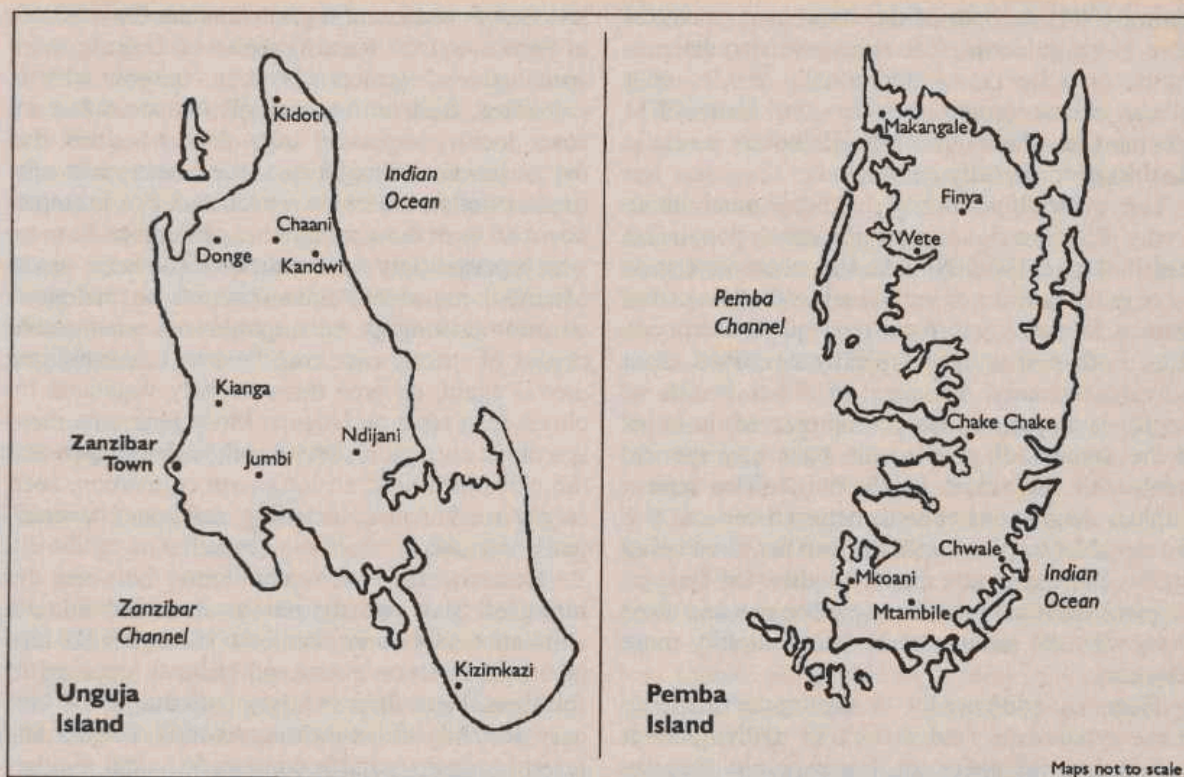 Kidoti
Indian
Ocean
Chaani
Donge
Kandwi
Kianga
Zanzibar
Town
Ndijani
Jumbi
Zanzibar
Channel
Kizimkazi
Unguja
Island
Makangale
Finya
Wete
Pemba
Channel
Chake Chake
Chwale
Mkoani
Indian
Ocean
Mtambile
Pemba
Island
Maps not to scale